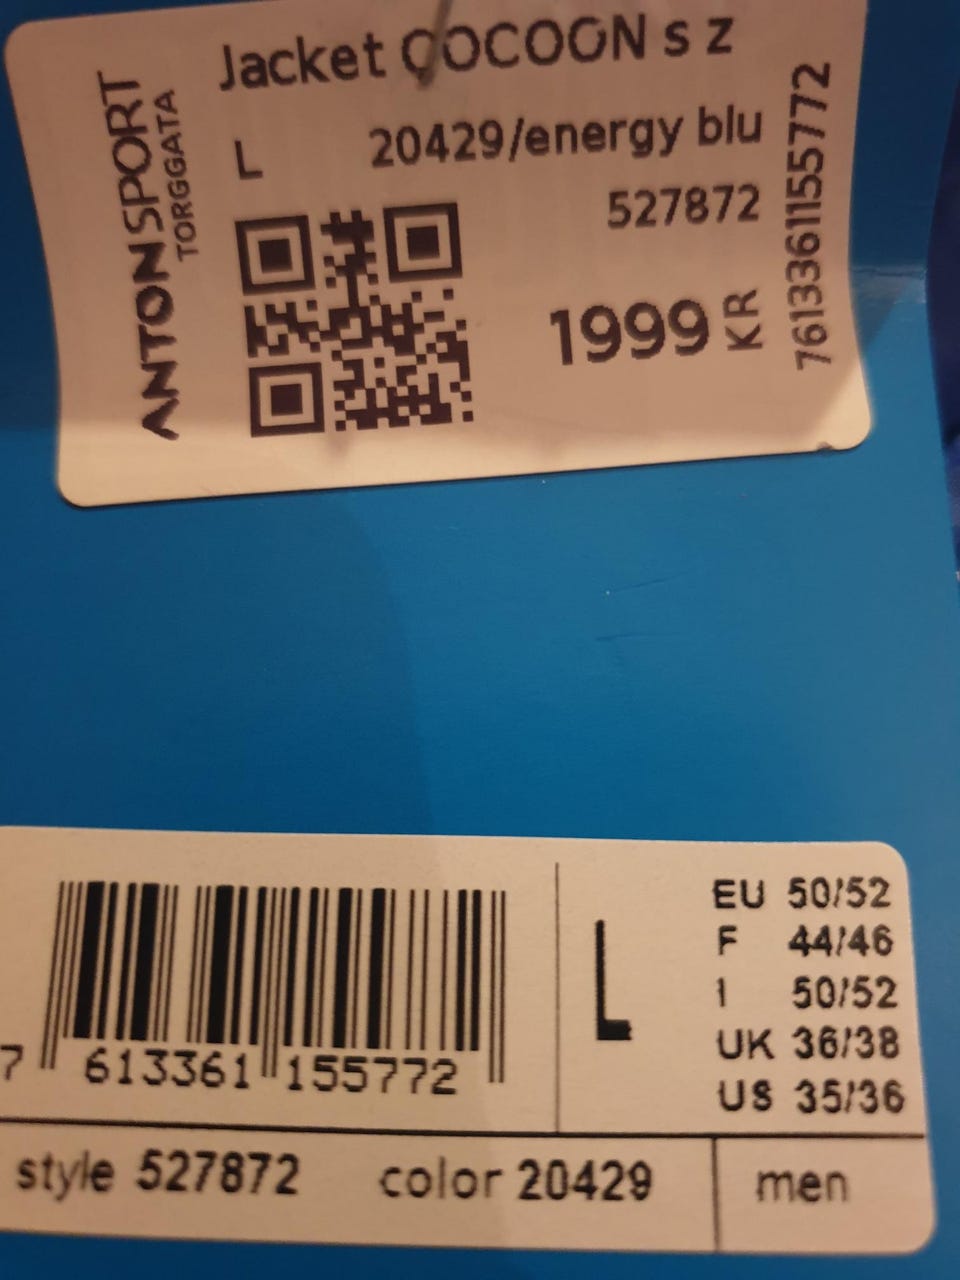 Jacket COCOON s z
ANTONSPORT
TORGGATA
L
20429/energy blu
527872
1999 KR
7613361155772
7 613361 155772
L
EU 50/52
F 44/46
I 50/52
UK 36/38
US 35/36
style 527872 color 20429
men